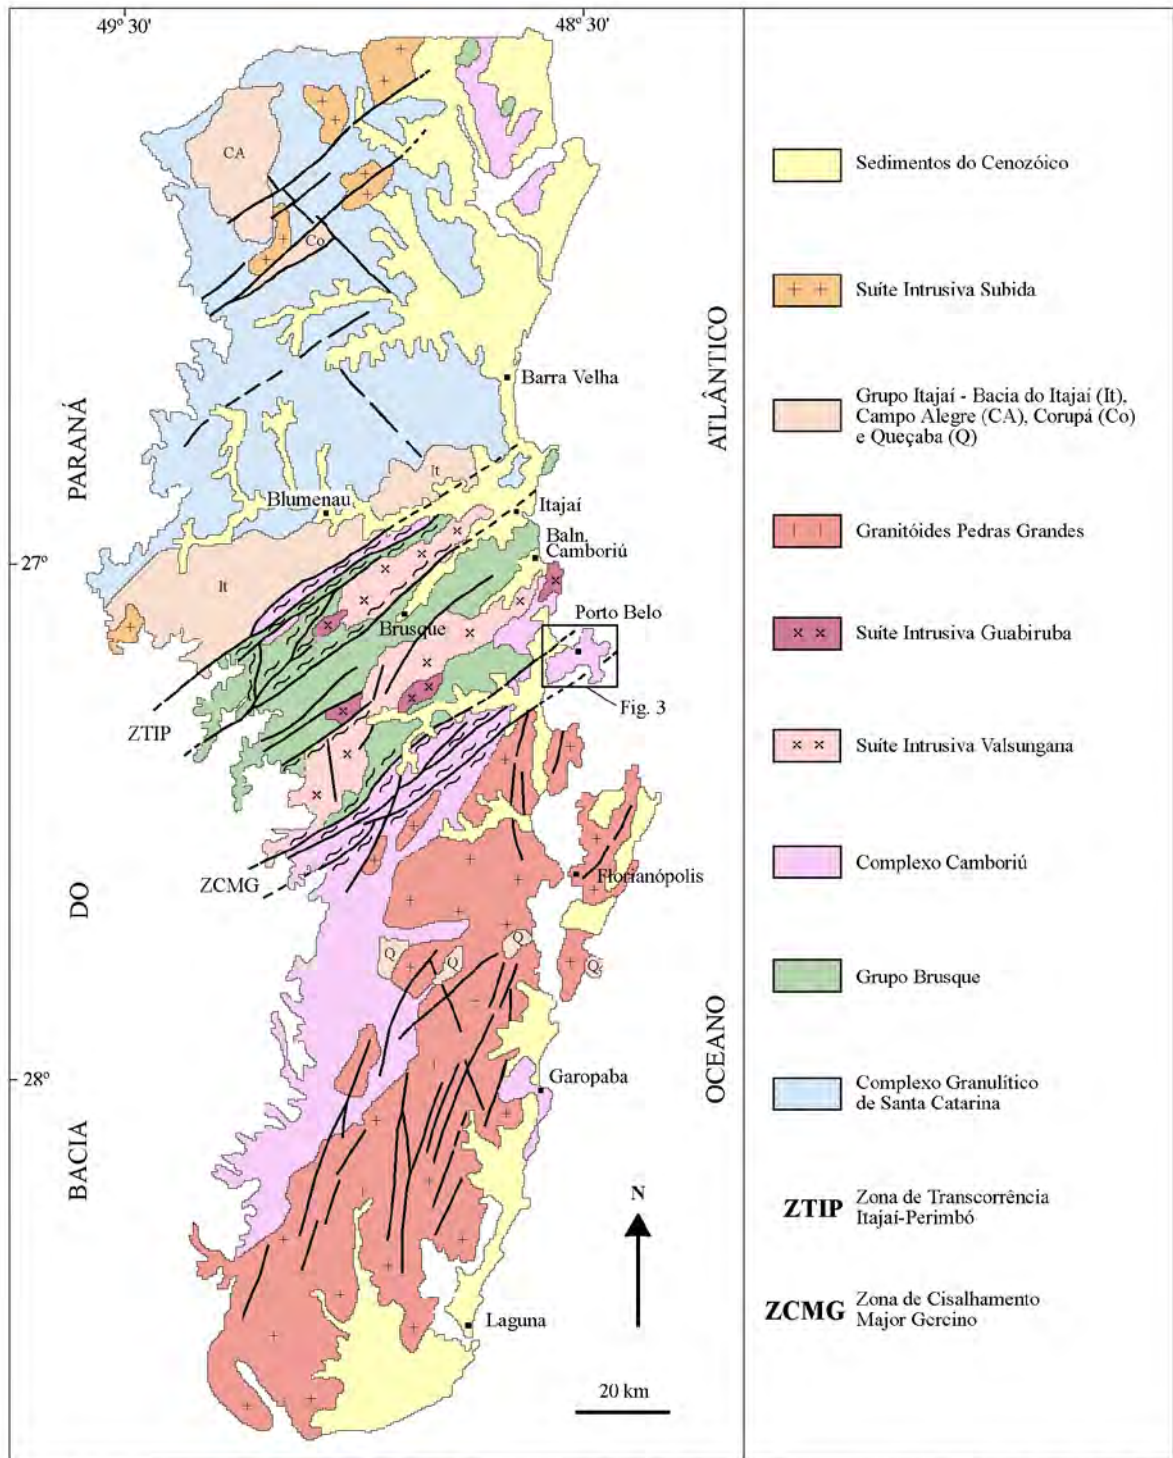 49º 30'
48º 30'
CA
Co
Barra Velha
ATLÂNTICO
PARANÁ
It
Blumenau
Itajaí
Baln.
Camboriú
27º
It
Brusque
Porto Belo
Fig. 3
ZTIP
ZCMG
DO
Florianópolis
Q
Q
Q
Q
OCEANO
28º
Garopaba
BACIA
N
Laguna
20 km
Sedimentos do Cenozóico
Suíte Intrusiva Subida
Grupo Itajaí - Bacia do Itajaí (It),
Campo Alegre (CA), Corupá (Co)
e Queçaba (Q)
Granitóides Pedras Grandes
Suíte Intrusiva Guabiruba
Suíte Intrusiva Valsungana
Complexo Camboriú
Grupo Brusque
Complexo Granulítico
de Santa Catarina
ZTIP Zona de Transcorrência
Itajaí-Perimbó
ZCMG Zona de Cisalhamento
Major Gercino